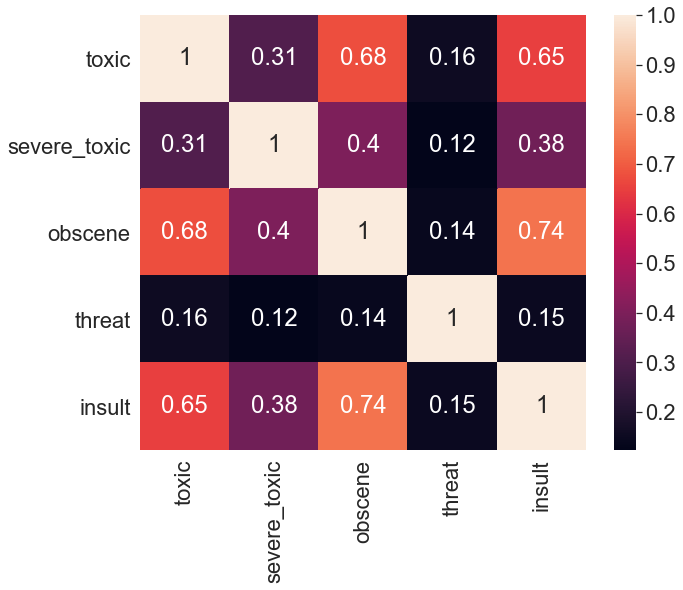 toxic 1 0.31 0.68 0.16 0.65
severe_toxic 0.31 1 0.4 0.12 0.38
obscene 0.68 0.4 1 0.14 0.74
threat 0.16 0.12 0.14 1 0.15
insult 0.65 0.38 0.74 0.15 1
toxic severe_toxic obscene threat insult
1.0
0.9
0.8
0.7
0.6
0.5
0.4
0.3
0.2